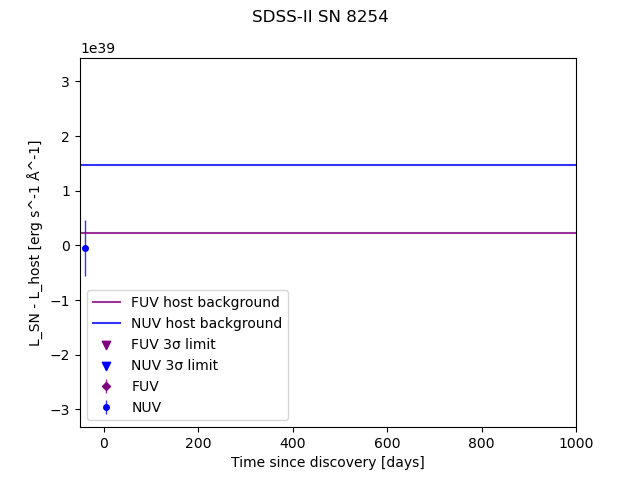 SDSS-II SN 8254
1e39
3
2
1
0
−1
−2
−3
L_SN - L_host [erg s^-1 Å^-1]
FUV host background
NUV host background
FUV 3σ limit
NUV 3σ limit
FUV
NUV
0 200 400 600 800 1000
Time since discovery [days]